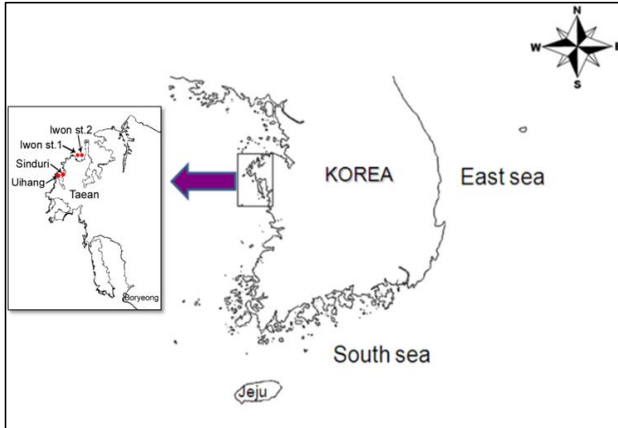 N
W E
S
Iwon st.2
Iwon st.1
Sinduri
Uihang
Taean
Boryeong
KOREA
East sea
South sea
Jeju